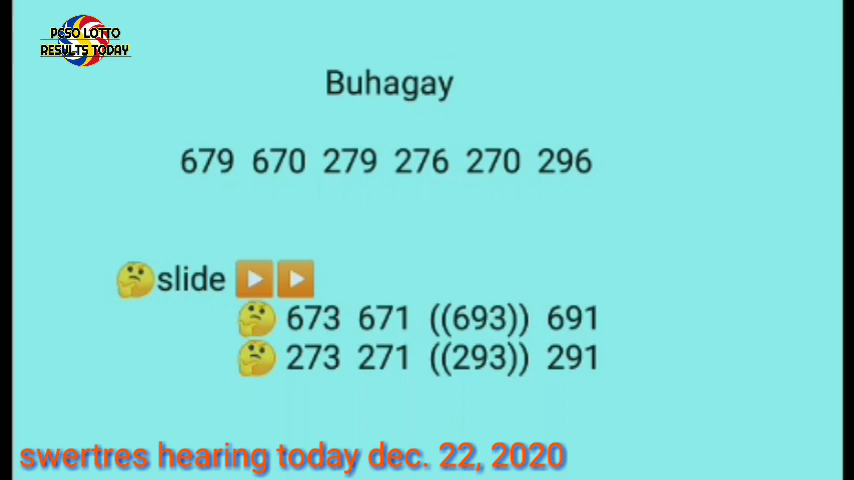 PCSO LOTTO
RESULTS TODAY
Buhagay
679 670 279 276 270 296
🤔slide ▶️▶️
🤔 673 671 ((693)) 691
🤔 273 271 ((293)) 291
swertres hearing today dec. 22, 2020